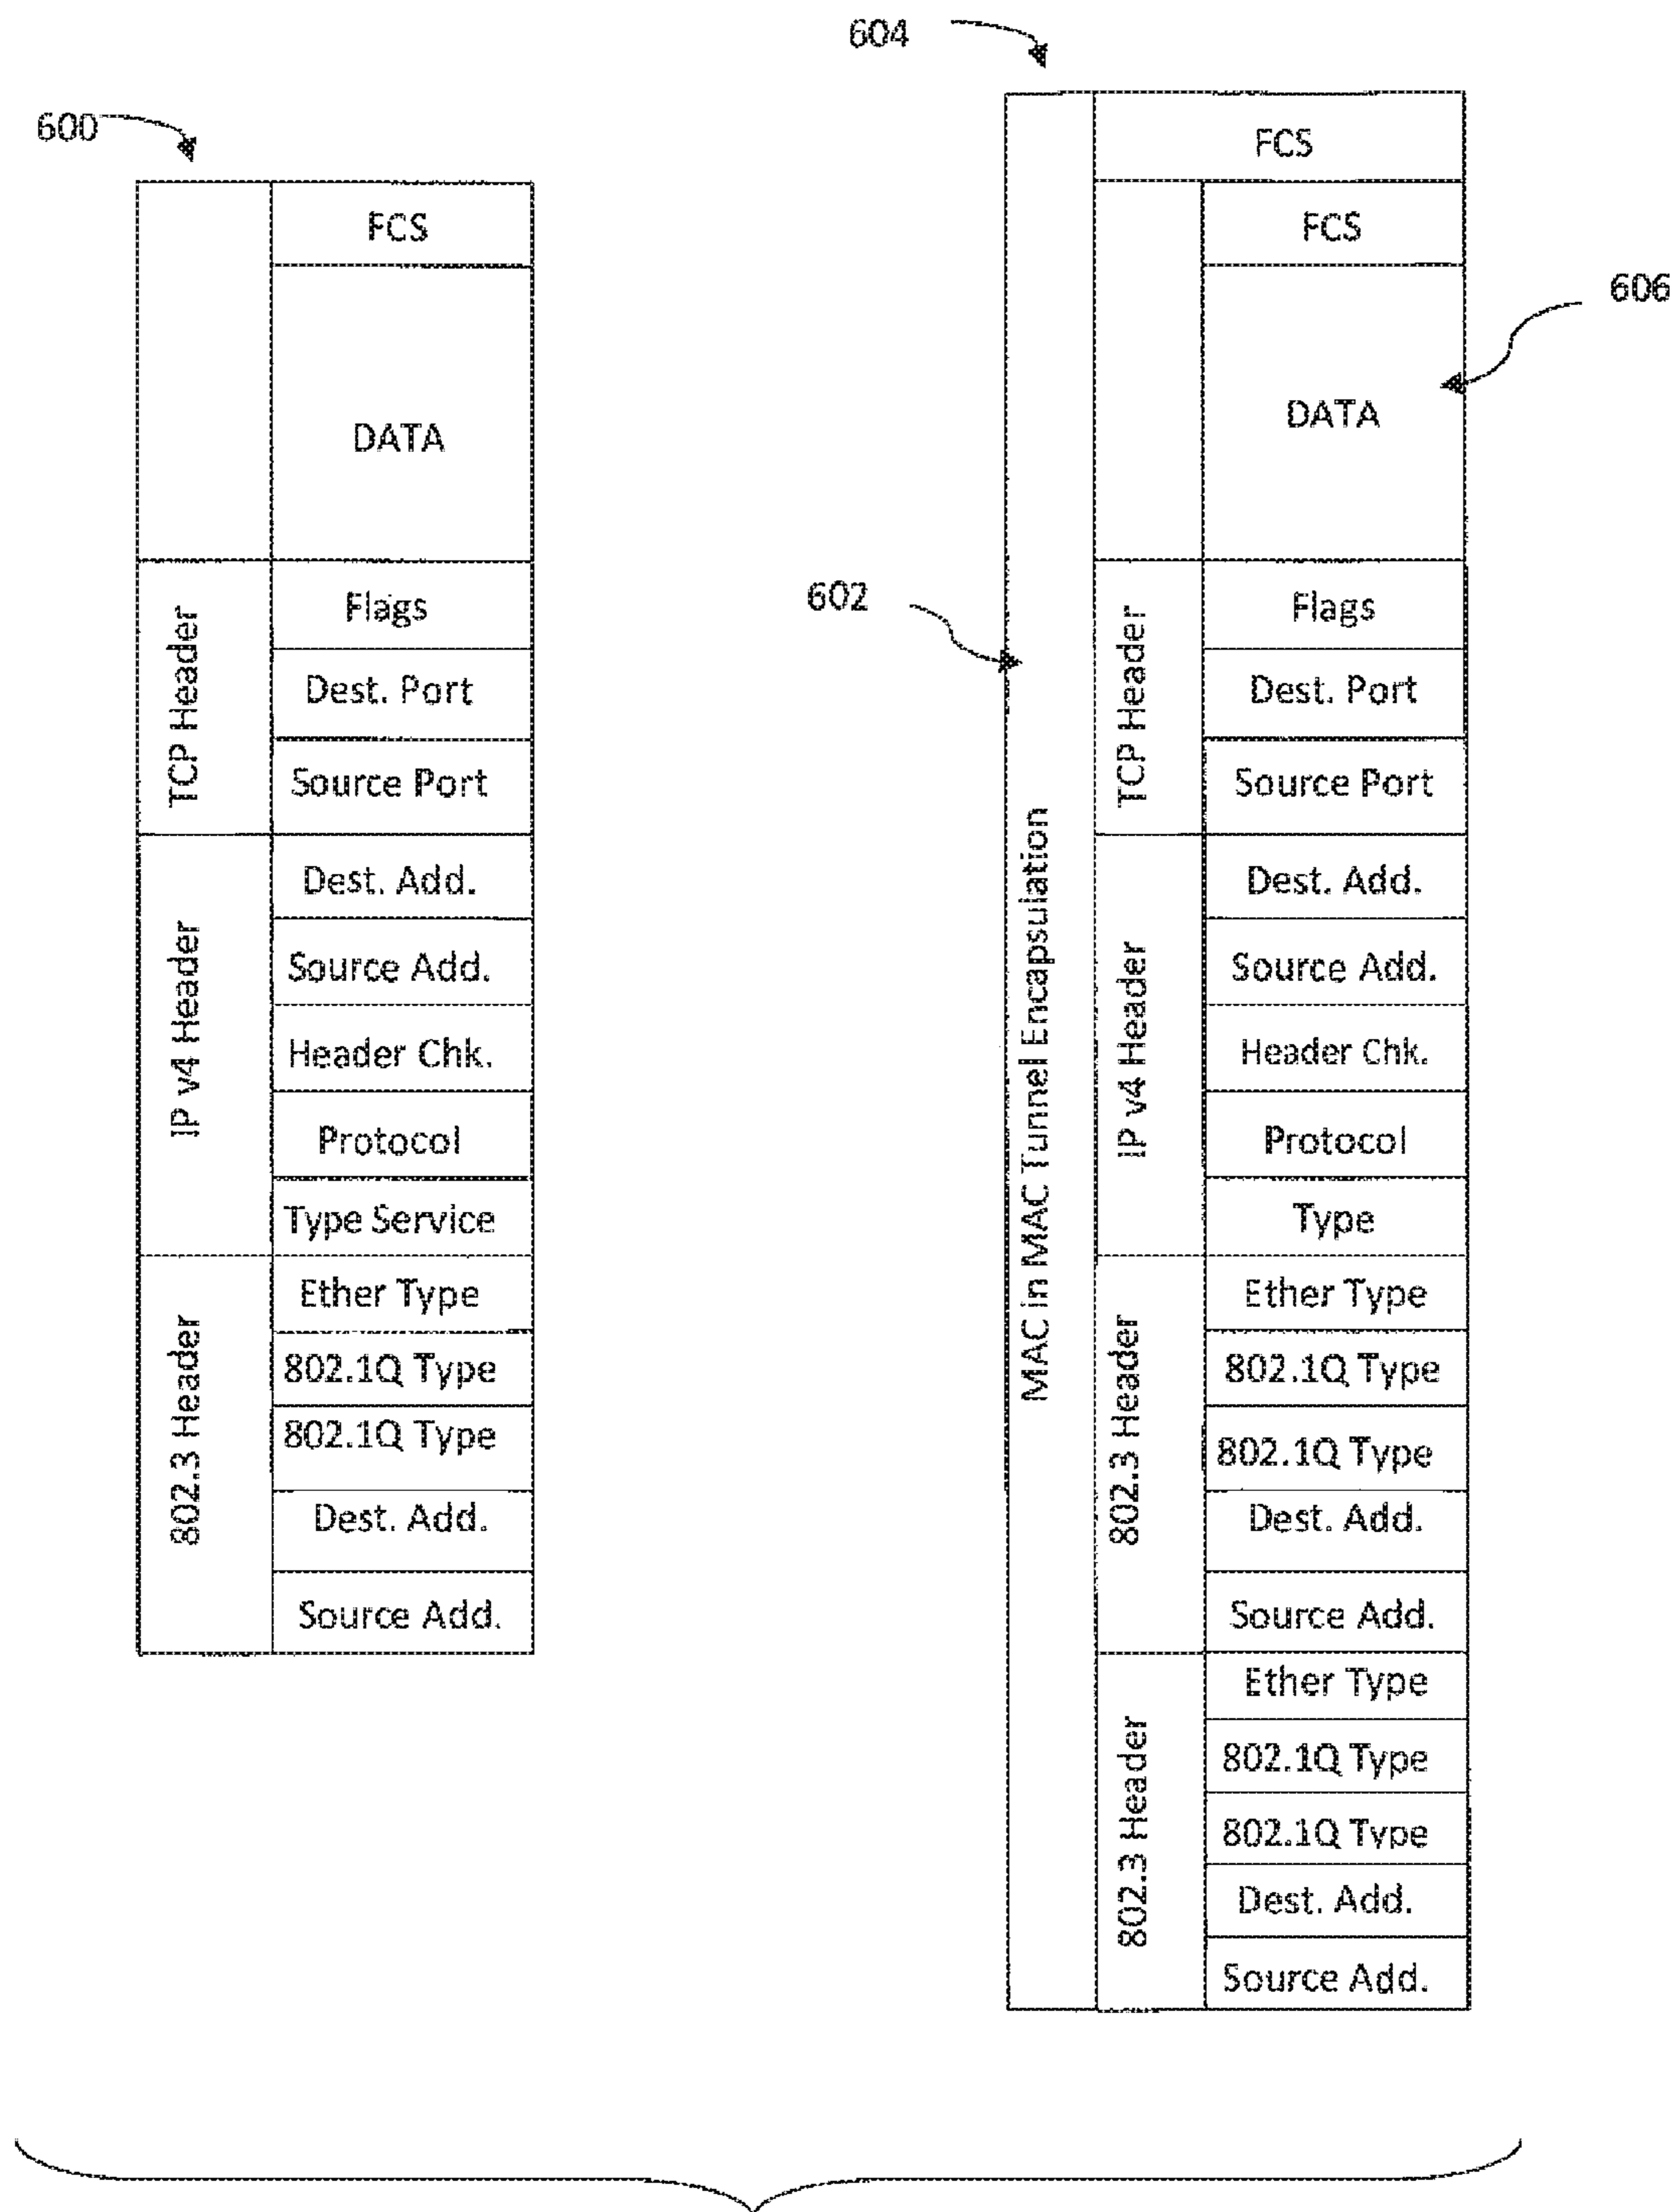 600
FCS
DATA
TCP Header
Flags
Dest. Port
Source Port
IP v4 Header
Dest. Add.
Source Add.
Header Chk.
Protocol
Type Service
802.3 Header
Ether Type
802.1Q Type
802.1Q Type
Dest. Add.
Source Add.
604
602
606
MAC in MAC Tunnel Encapsulation
FCS
FCS
DATA
TCP Header
Flags
Dest. Port
Source Port
IP v4 Header
Dest. Add.
Source Add.
Header Chk.
Protocol
Type
802.3 Header
Ether Type
802.1Q Type
802.1Q Type
Dest. Add.
Source Add.
802.3 Header
Ether Type
802.1Q Type
802.1Q Type
Dest. Add.
Source Add.